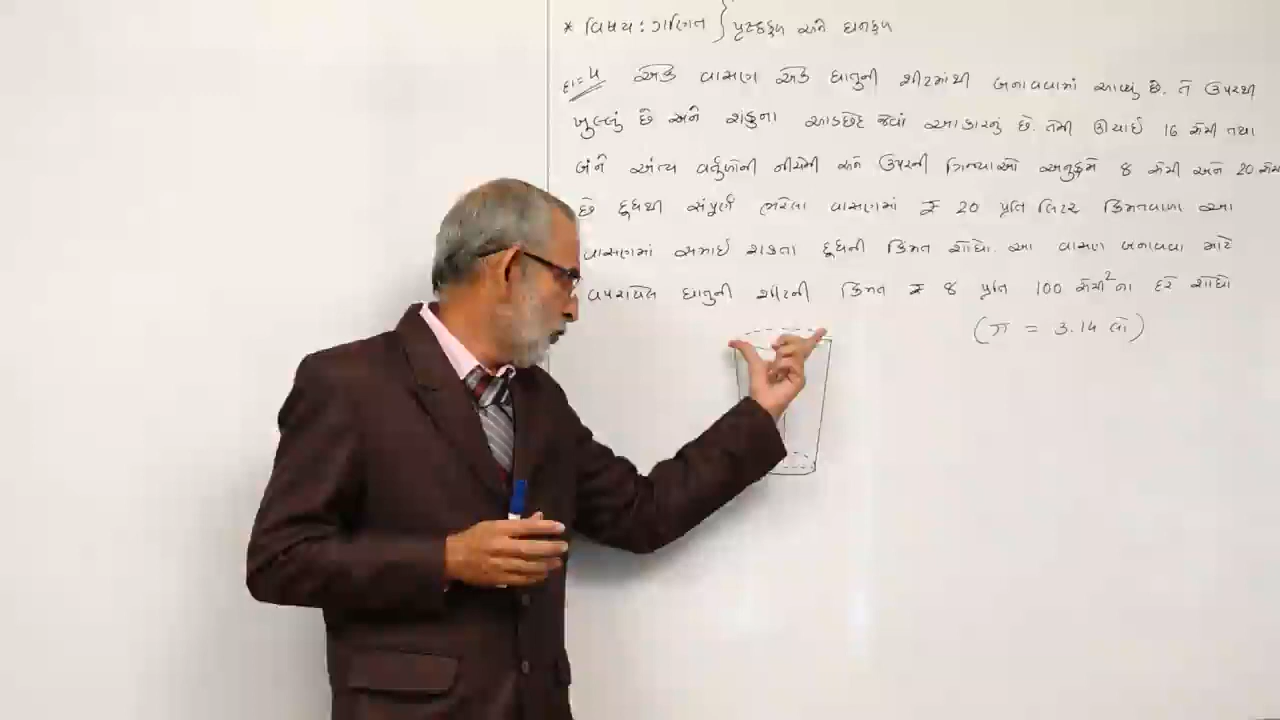 * વિષય : ગણિત } પૃષ્ઠફળ અને ઘનફળ
દા=૫ એક વાસણ એક ધાતુની શીટમાંથી બનાવવામાં આવ્યું છે. તે ઉપરથી
ખુલ્લું છે અને શંકુના આડછેદ જેવા આકારનું છે. તેની ઊંચાઈ 16 સેમી તથા
બંને અંત્ય વર્તુળોની નીચેની અને ઉપરની ત્રિજ્યાઓ અનુક્રમે 8 સેમી અને 20 સેમી
છે દૂધથી સંપૂર્ણ ભરેલા વાસણમાં ₹ 20 પ્રતિ લિટર કિંમતવાળા આ
વાસણમાં સમાઈ શકતા દૂધની કિંમત શોધો. આ વાસણ બનાવવા માટે
વપરાયેલ ધાતુની શીટની કિંમત ₹ 8 પ્રતિ 100 સેમી² ના દરે શોધો
(π = 3.14 લો)